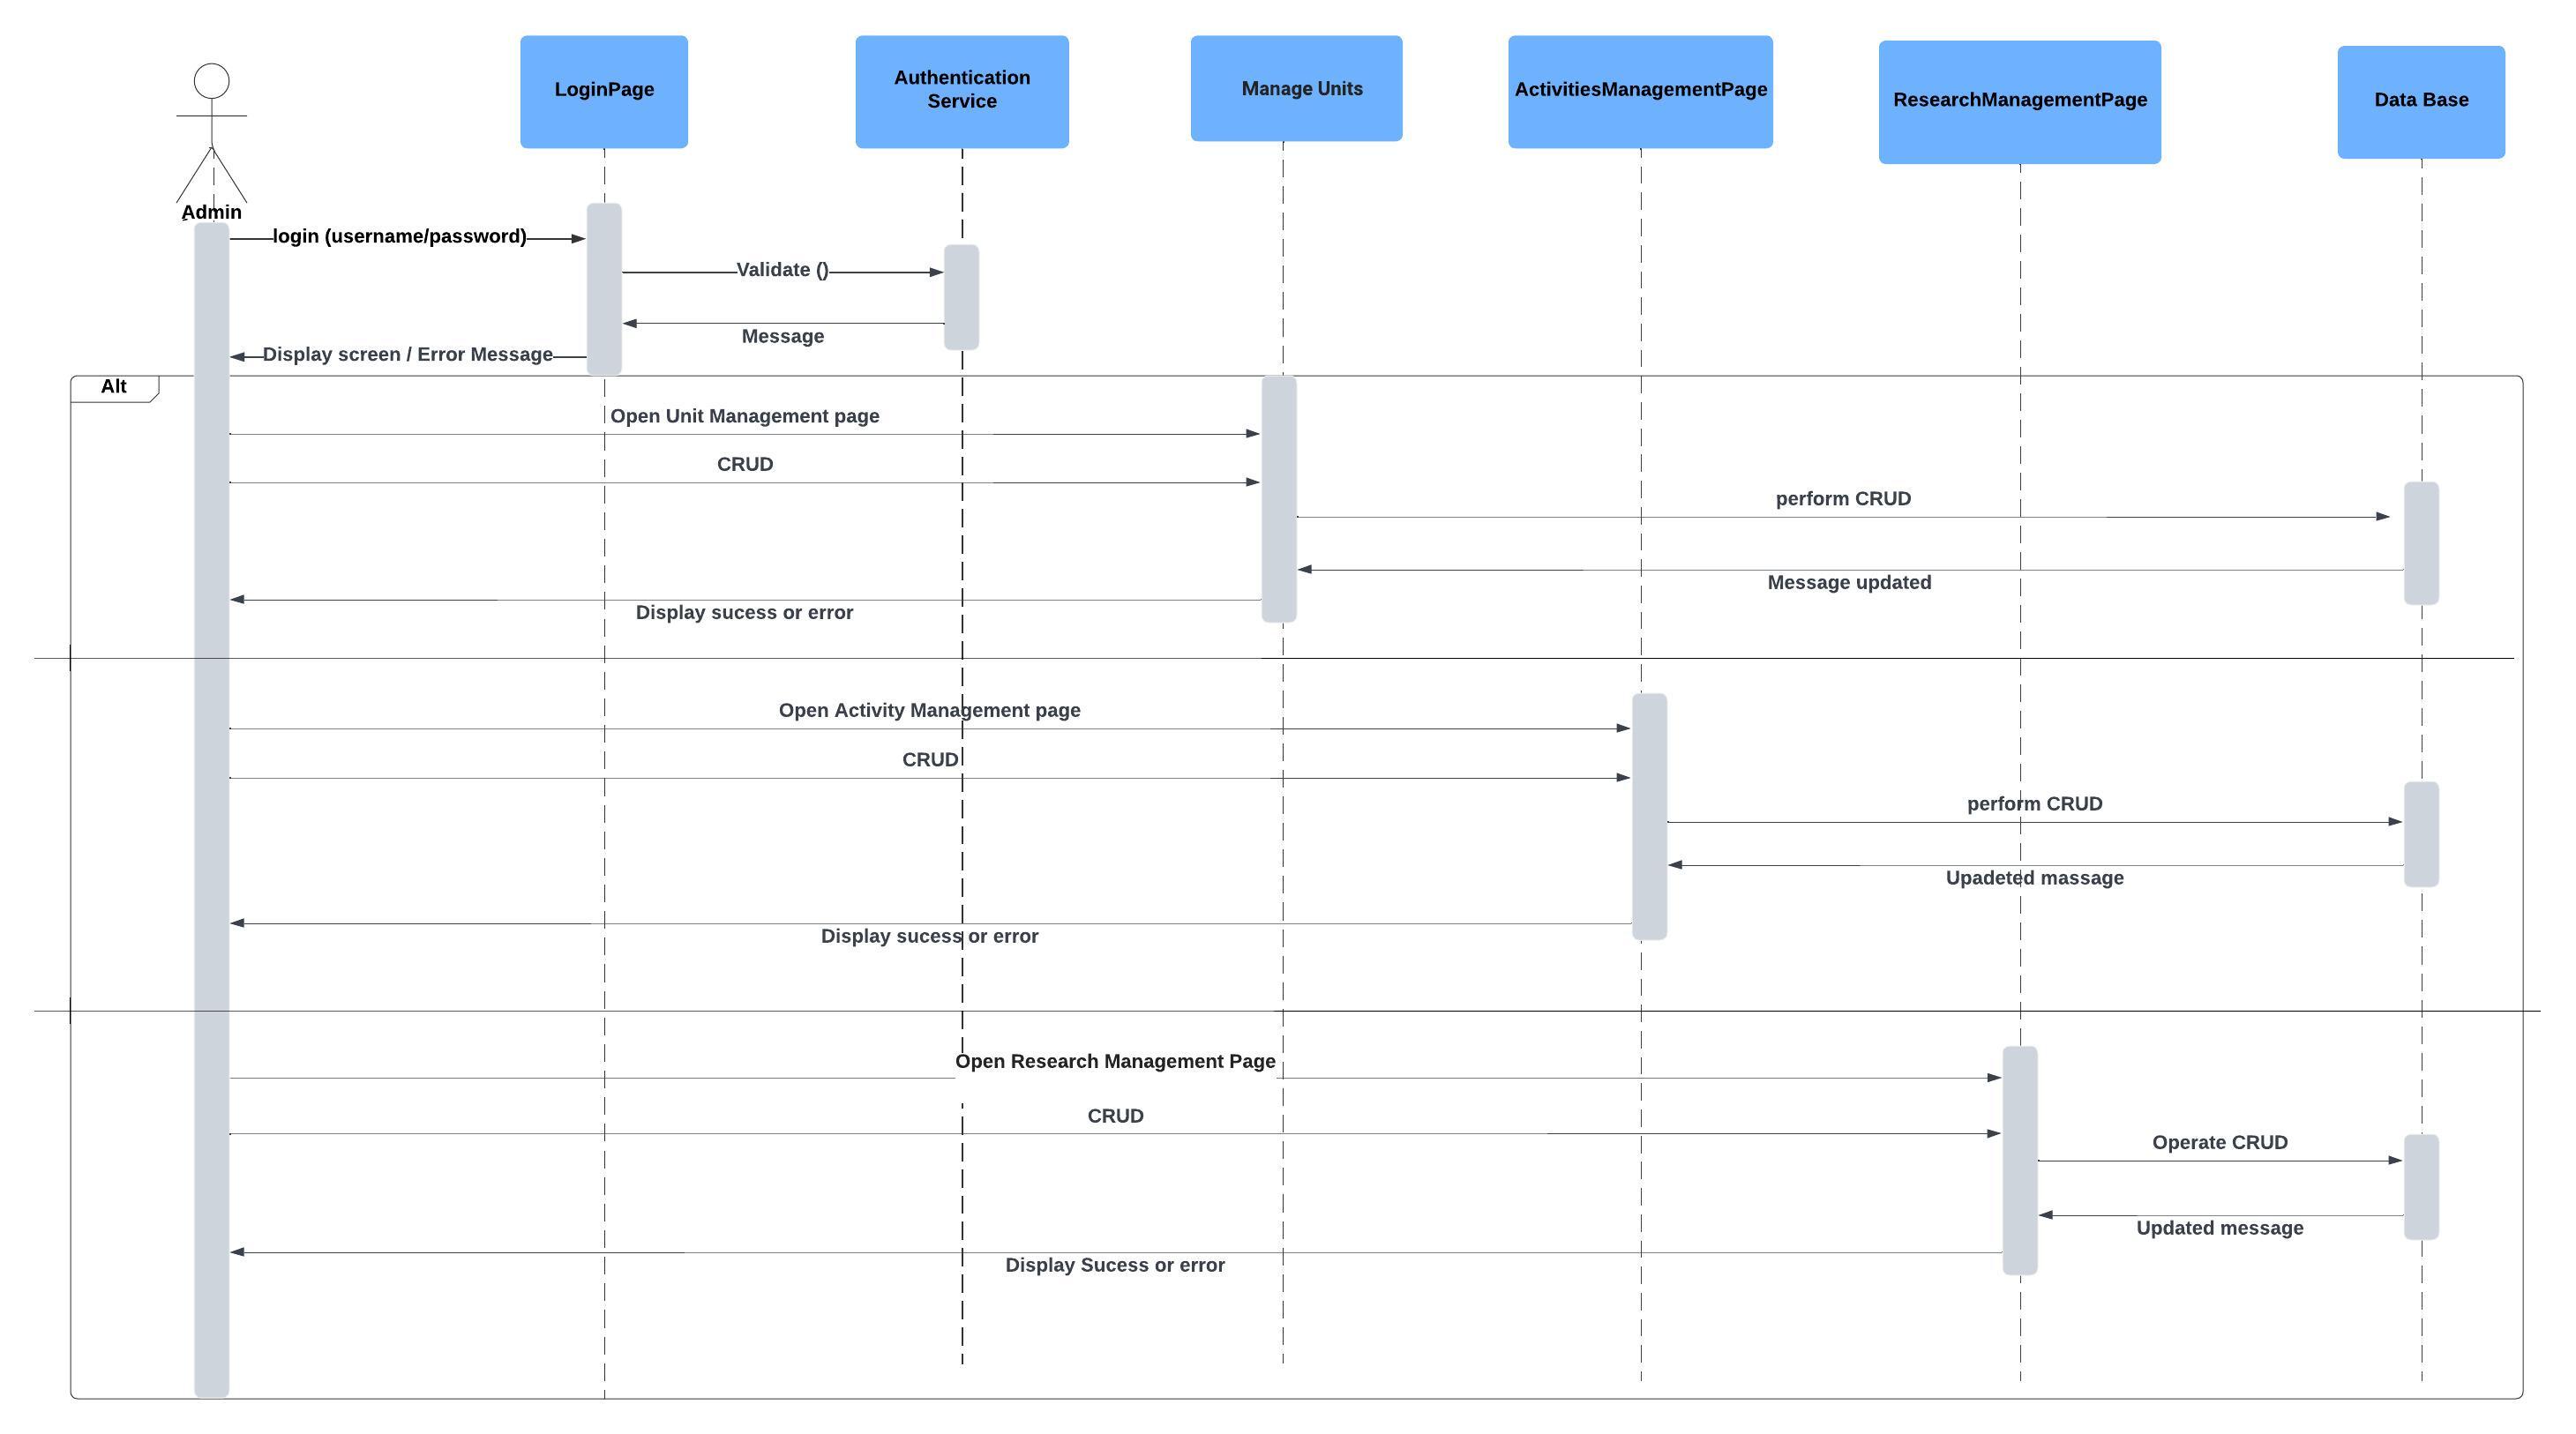 LoginPage
Authentication
Service
Manage Units
ActivitiesManagementPage
ResearchManagementPage
Data Base
Admin
login (username/password)
Validate ()
Message
Display screen / Error Message
Alt
Open Unit Management page
CRUD
perform CRUD
Message updated
Display sucess or error
Open Activity Management page
CRUD
perform CRUD
Upadeted massage
Display sucess or error
Open Research Management Page
CRUD
Operate CRUD
Updated message
Display Sucess or error